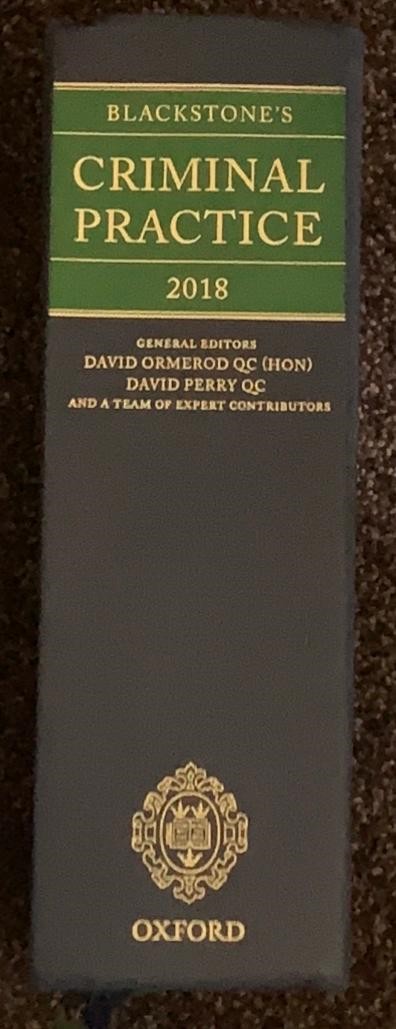 BLACKSTONE'S
CRIMINAL
PRACTICE
2018
GENERAL EDITORS
DAVID ORMEROD QC (HON)
DAVID PERRY QC
AND A TEAM OF EXPERT CONTRIBUTORS
OXFORD